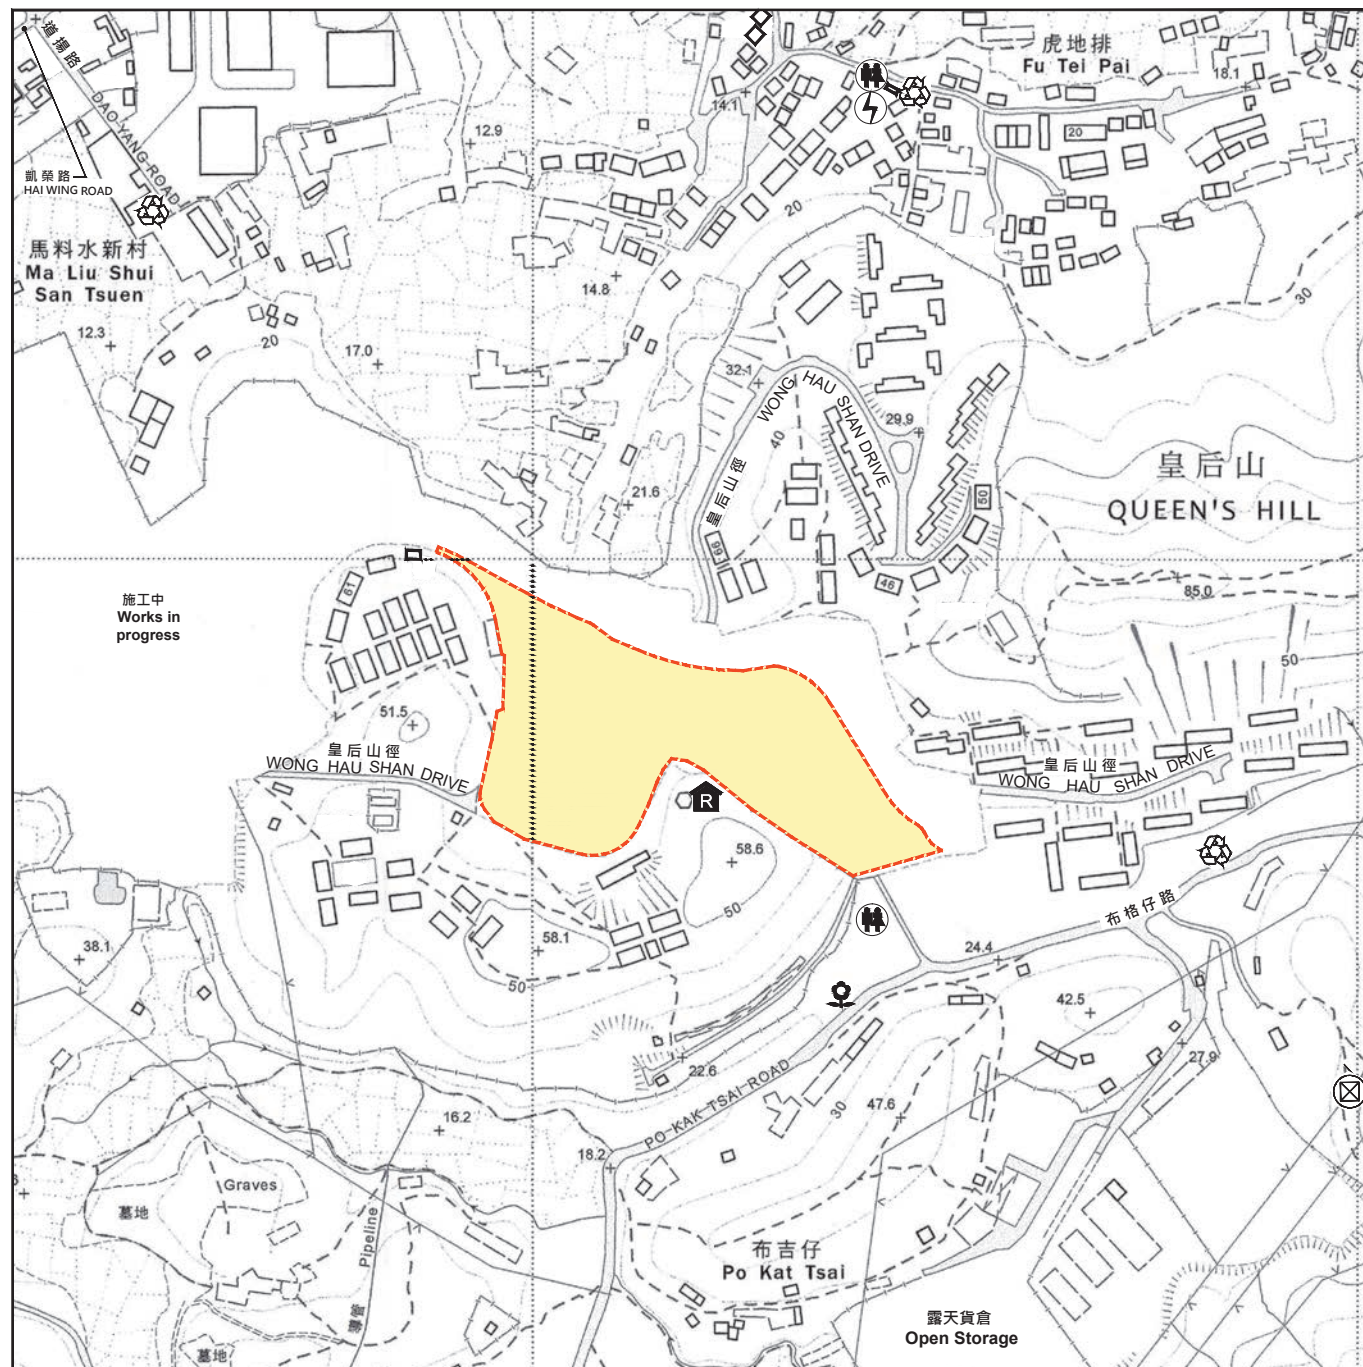 道揚路
DAO YANG ROAD
凱榮路
HAI WING ROAD
馬料水新村
Ma Liu Shui
San Tsuen
12.9
14.1
虎地排
Fu Tei Pai
18.1
20
20
30
12.3
20
17.0
14.8
32.1
WONG HAU SHAN DRIVE
皇后山徑
40
29.9
21.6
皇后山
QUEEN'S HILL
50
66
46
85.0
61
施工中
Works in
progress
50
51.5
皇后山徑
WONG HAU SHAN DRIVE
皇后山徑
WONG HAU SHAN DRIVE
R
58.6
50
58.1
50
38.1
布格仔路
24.4
42.5
27.9
22.6
PO KAK TSAI ROAD
30
47.6
16.2
18.2
Graves
墓地
Pipeline
導管
墓地
布吉仔
Po Kat Tsai
露天貨倉
Open Storage